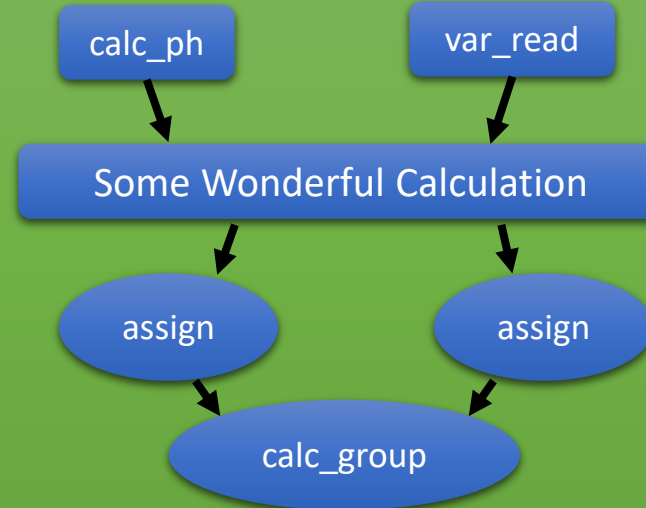 calc_ph
var_read
Some Wonderful Calculation
assign
assign
calc_group